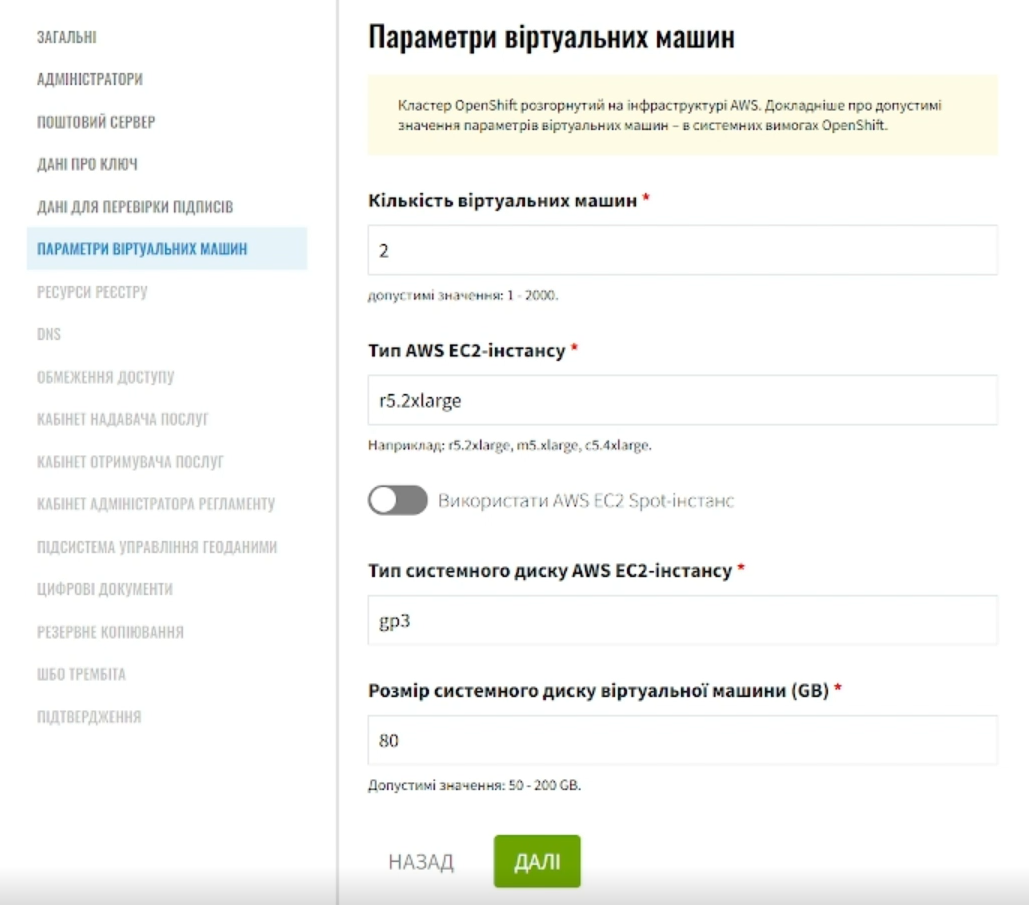 ЗАГАЛЬНІ
АДМІНІСТРАТОРИ
ПОШТОВИЙ СЕРВЕР
ДАНІ ПРО КЛЮЧ
ДАНІ ДЛЯ ПЕРЕВІРКИ ПІДПИСІВ
ПАРАМЕТРИ ВІРТУАЛЬНИХ МАШИН
РЕСУРСИ РЕЄСТРУ
DNS
ОБМЕЖЕННЯ ДОСТУПУ
КАБІНЕТ НАДАВАЧА ПОСЛУГ
КАБІНЕТ ОТРИМУВАЧА ПОСЛУГ
КАБІНЕТ АДМІНІСТРАТОРА РЕГЛАМЕНТУ
ПІДСИСТЕМА УПРАВЛІННЯ ГЕОДАНИМИ
ЦИФРОВІ ДОКУМЕНТИ
РЕЗЕРВНЕ КОПІЮВАННЯ
ШБО ТРЕМБІТА
ПІДТВЕРДЖЕННЯ
Параметри віртуальних машин
Кластер OpenShift розгорнутий на інфраструктурі AWS. Докладніше про допустимі
значення параметрів віртуальних машин – в системних вимогах OpenShift.
Кількість віртуальних машин *
2
допустимі значення: 1 - 2000.
Тип AWS EC2-інстансу *
r5.2xlarge
Наприклад: r5.2xlarge, m5.xlarge, c5.4xlarge.
Використати AWS EC2 Spot-інстанс
Тип системного диску AWS EC2-інстансу *
gp3
Розмір системного диску віртуальної машини (GB) *
80
Допустимі значення: 50 - 200 GB.
НАЗАД
ДАЛІ